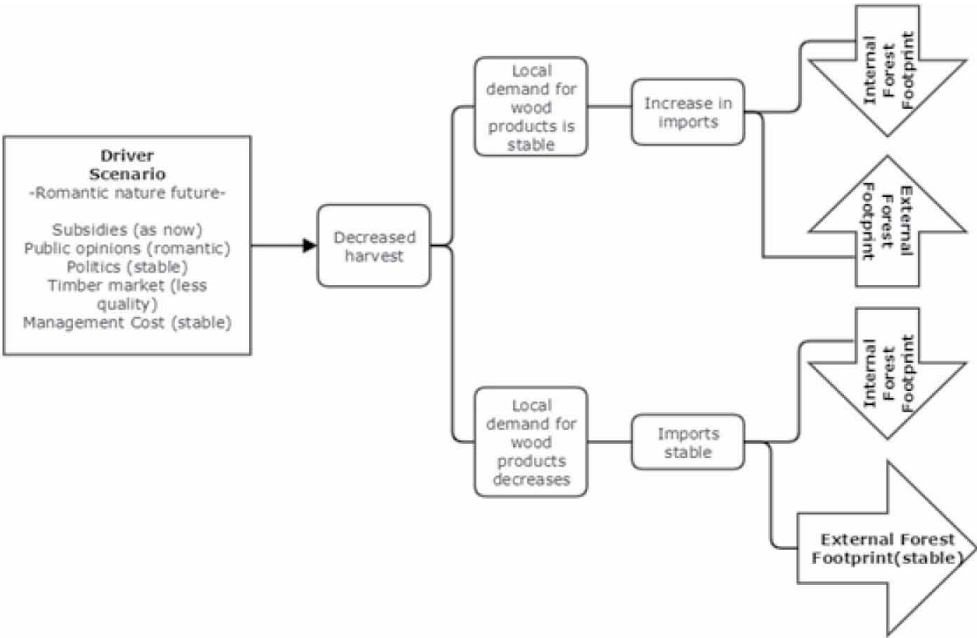 Driver
Scenario
-Romantic nature future-
Subsidies (as now)
Public opinions (romantic)
Politics (stable)
Timber market (less
quality)
Management Cost (stable)
Decreased
harvest
Local
demand for
wood
products is
stable
Increase in
imports
Internal
Forest
Footprint
External
Forest
Footprint
Local
demand for
wood
products
decreases
Imports
stable
Internal
Forest
Footprint
External Forest
Footprint(stable)